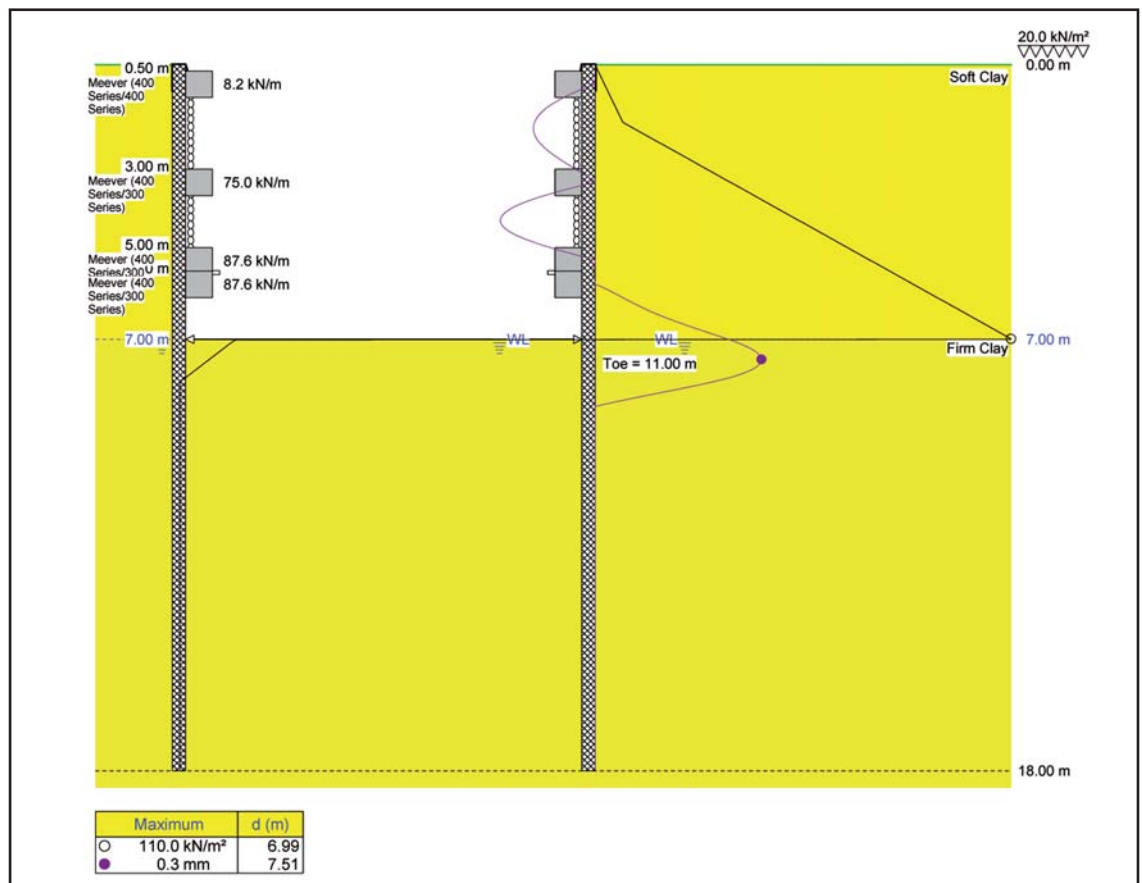 20.0 kN/m²
0.00 m
Soft Clay
0.50 m
Meever (400
Series/400
Series)
8.2 kN/m
3.00 m
Meever (400
Series/300
Series)
75.0 kN/m
5.00 m
Meever (400
Series/300
87.6 kN/m
0 m
Meever (400
Series/300
Series)
87.6 kN/m
7.00 m
WL
WL
7.00 m
Firm Clay
Toe = 11.00 m
18.00 m
Maximum d (m)
110.0 kN/m² 6.99
0.3 mm 7.51